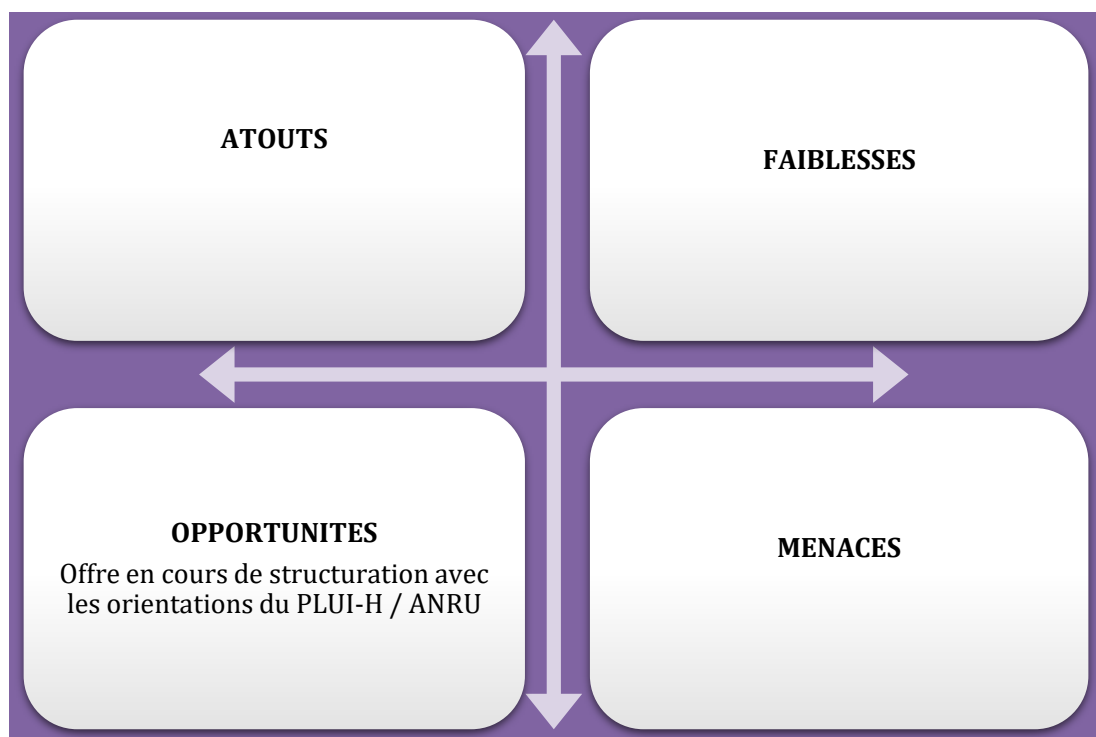 ATOUTS
FAIBLESSES
OPPORTUNITES
Offre en cours de structuration avec
les orientations du PLUI-H / ANRU
MENACES